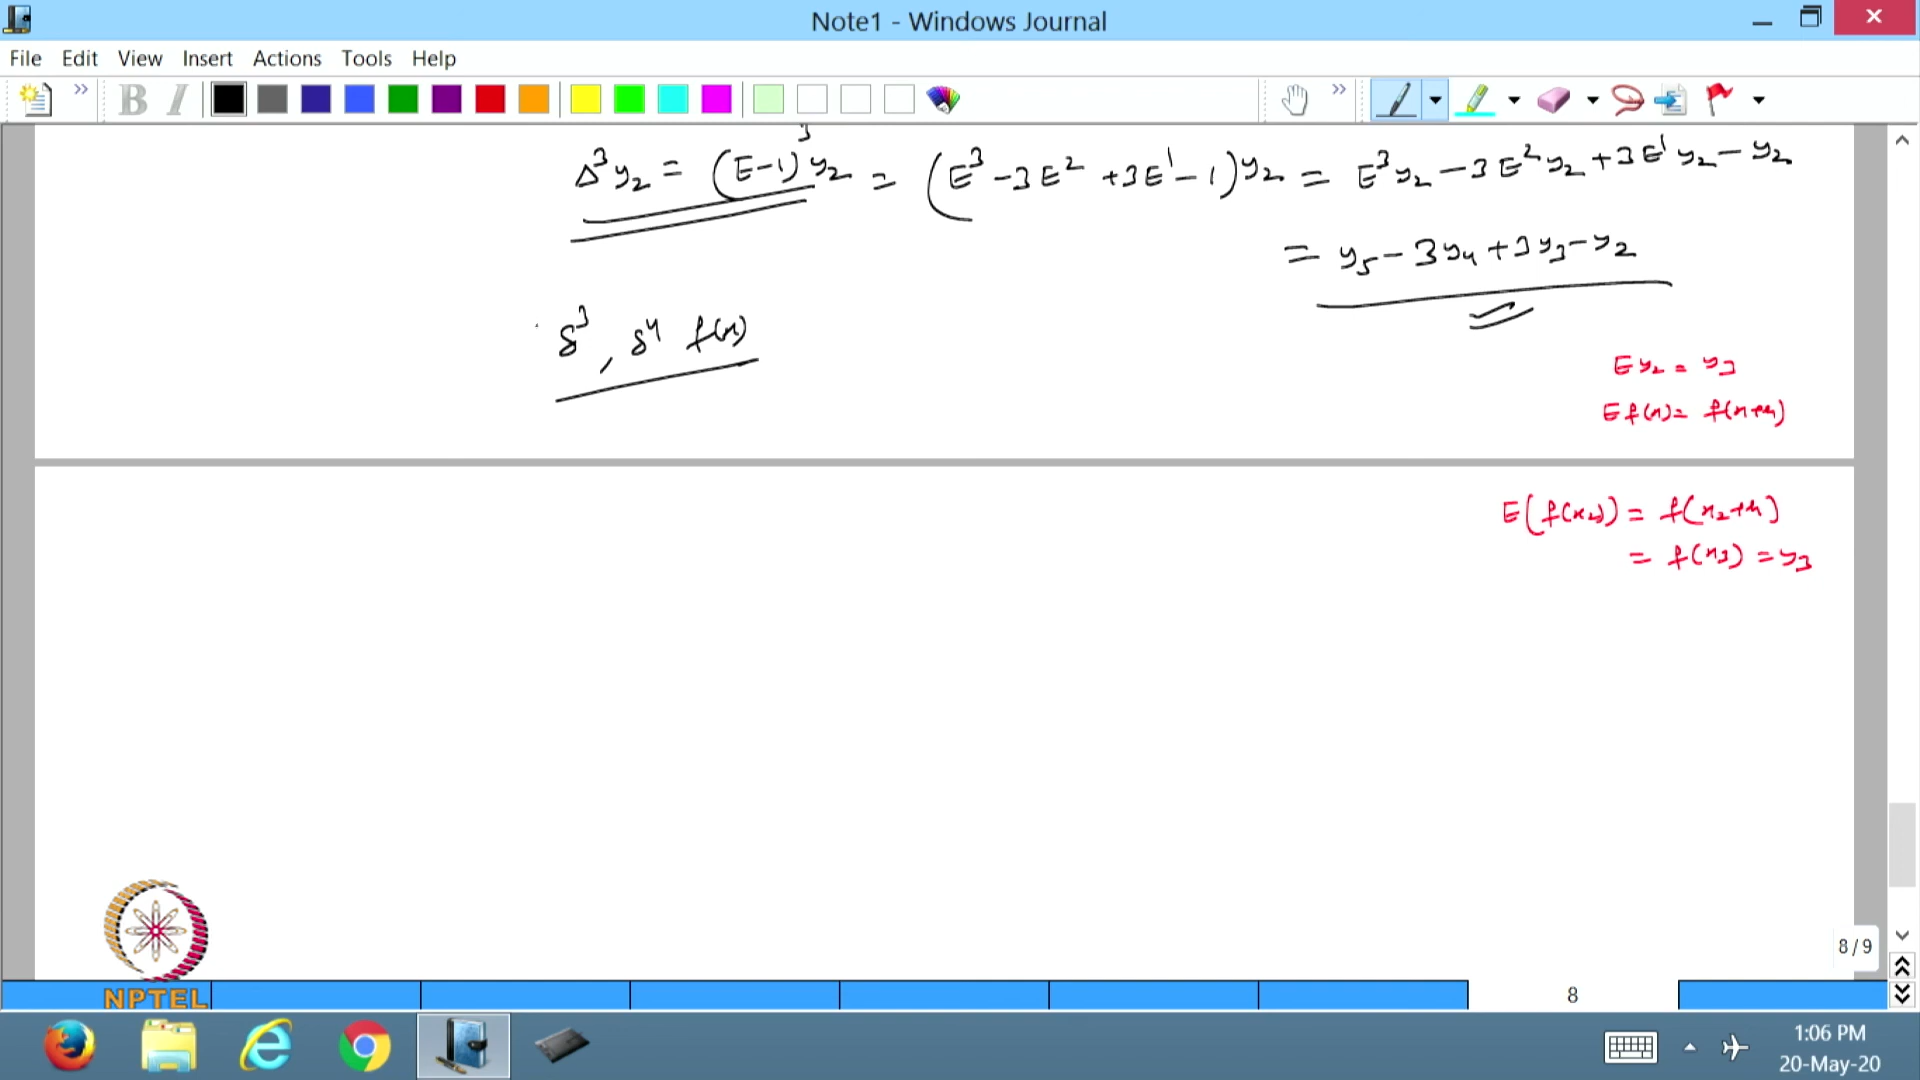 Note1 - Windows Journal
File Edit View Insert Actions Tools Help
B I
Δ³y₂ = (E-1)³y₂ = (E³ - 3E² + 3E¹ - 1)y₂ = E³y₂ - 3E²y₂ + 3E¹y₂ - y₂
= y₅ - 3y₄ + 3y₃ - y₂
δ³, δ⁴ f(x)
Ey₂ = y₃
Ef(x) = f(x+h)
E(f(x₂)) = f(x₂+h)
= f(x₃) = y₃
8/9
NPTEL
8
1:06 PM
20-May-20